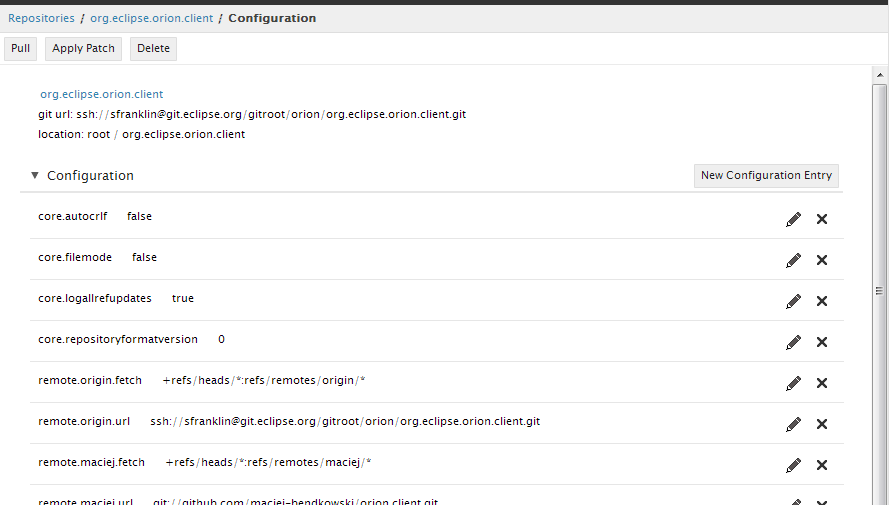 Repositories / org.eclipse.orion.client / Configuration
Pull Apply Patch Delete
org.eclipse.orion.client
git url: ssh://sfranklin@git.eclipse.org/gitroot/orion/org.eclipse.orion.client.git
location: root / org.eclipse.orion.client
Configuration New Configuration Entry
core.autocrlf false
core.filemode false
core.logallrefupdates true
core.repositoryformatversion 0
remote.origin.fetch +refs/heads/*:refs/remotes/origin/*
remote.origin.url ssh://sfranklin@git.eclipse.org/gitroot/orion/org.eclipse.orion.client.git
remote.maciej.fetch +refs/heads/*:refs/remotes/maciej/*
remote.maciej.url git://github.com/maciej-bendkowski/orion.client.git